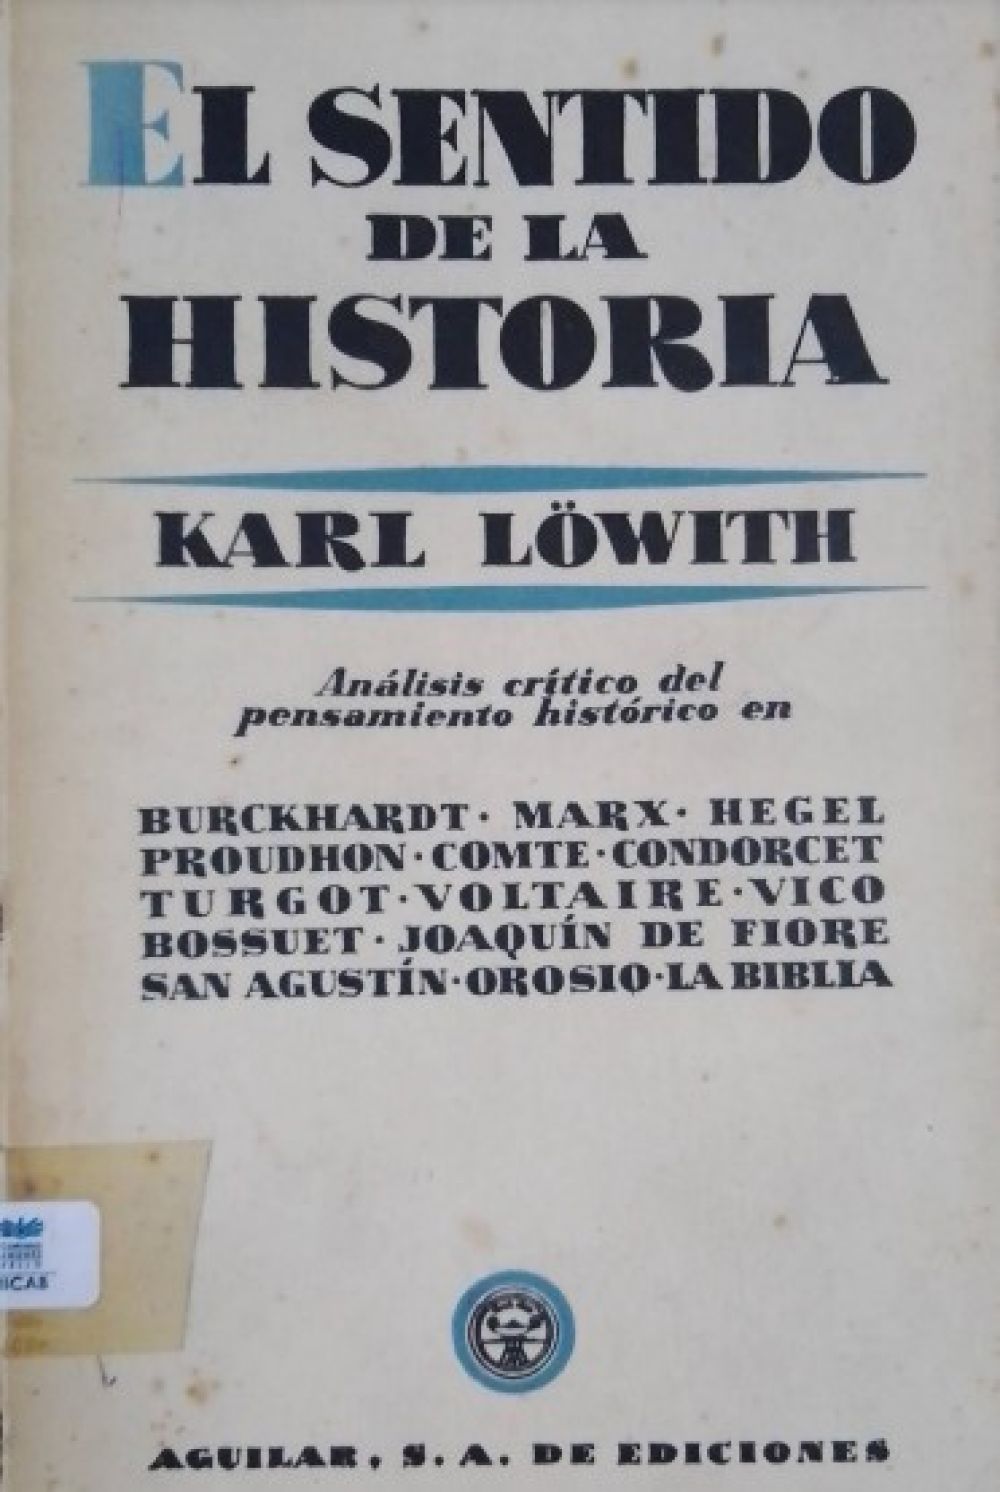 EL SENTIDO
DE LA
HISTORIA
KARL LÖWITH
Análisis crítico del
pensamiento histórico en
BURCKHARDT · MARX · HEGEL
PROUDHON · COMTE · CONDORCET
TURGOT · VOLTAIRE · VICO
BOSSUET · JOAQUÍN DE FIORE
SAN AGUSTÍN · OROSIO · LA BIBLIA
AGUILAR, S. A. DE EDICIONES